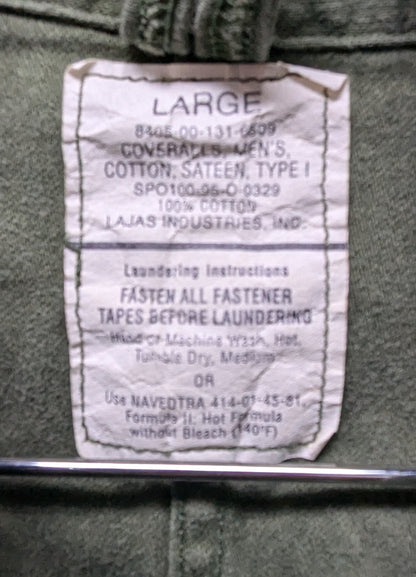 LARGE
8405-00-131-6509
COVERALLS, MEN'S,
COTTON, SATEEN, TYPE I
SPO100-95-D-0329
100% COTTON
LAJAS INDUSTRIES, INC.
Laundering Instructions
FASTEN ALL FASTENER
TAPES BEFORE LAUNDERING
Hand or Machine Wash, Hot,
Tumble Dry, Medium
OR
Use NAVEDTRA 414-01-45-81,
Formula II: Hot Formula
without Bleach (140°F)